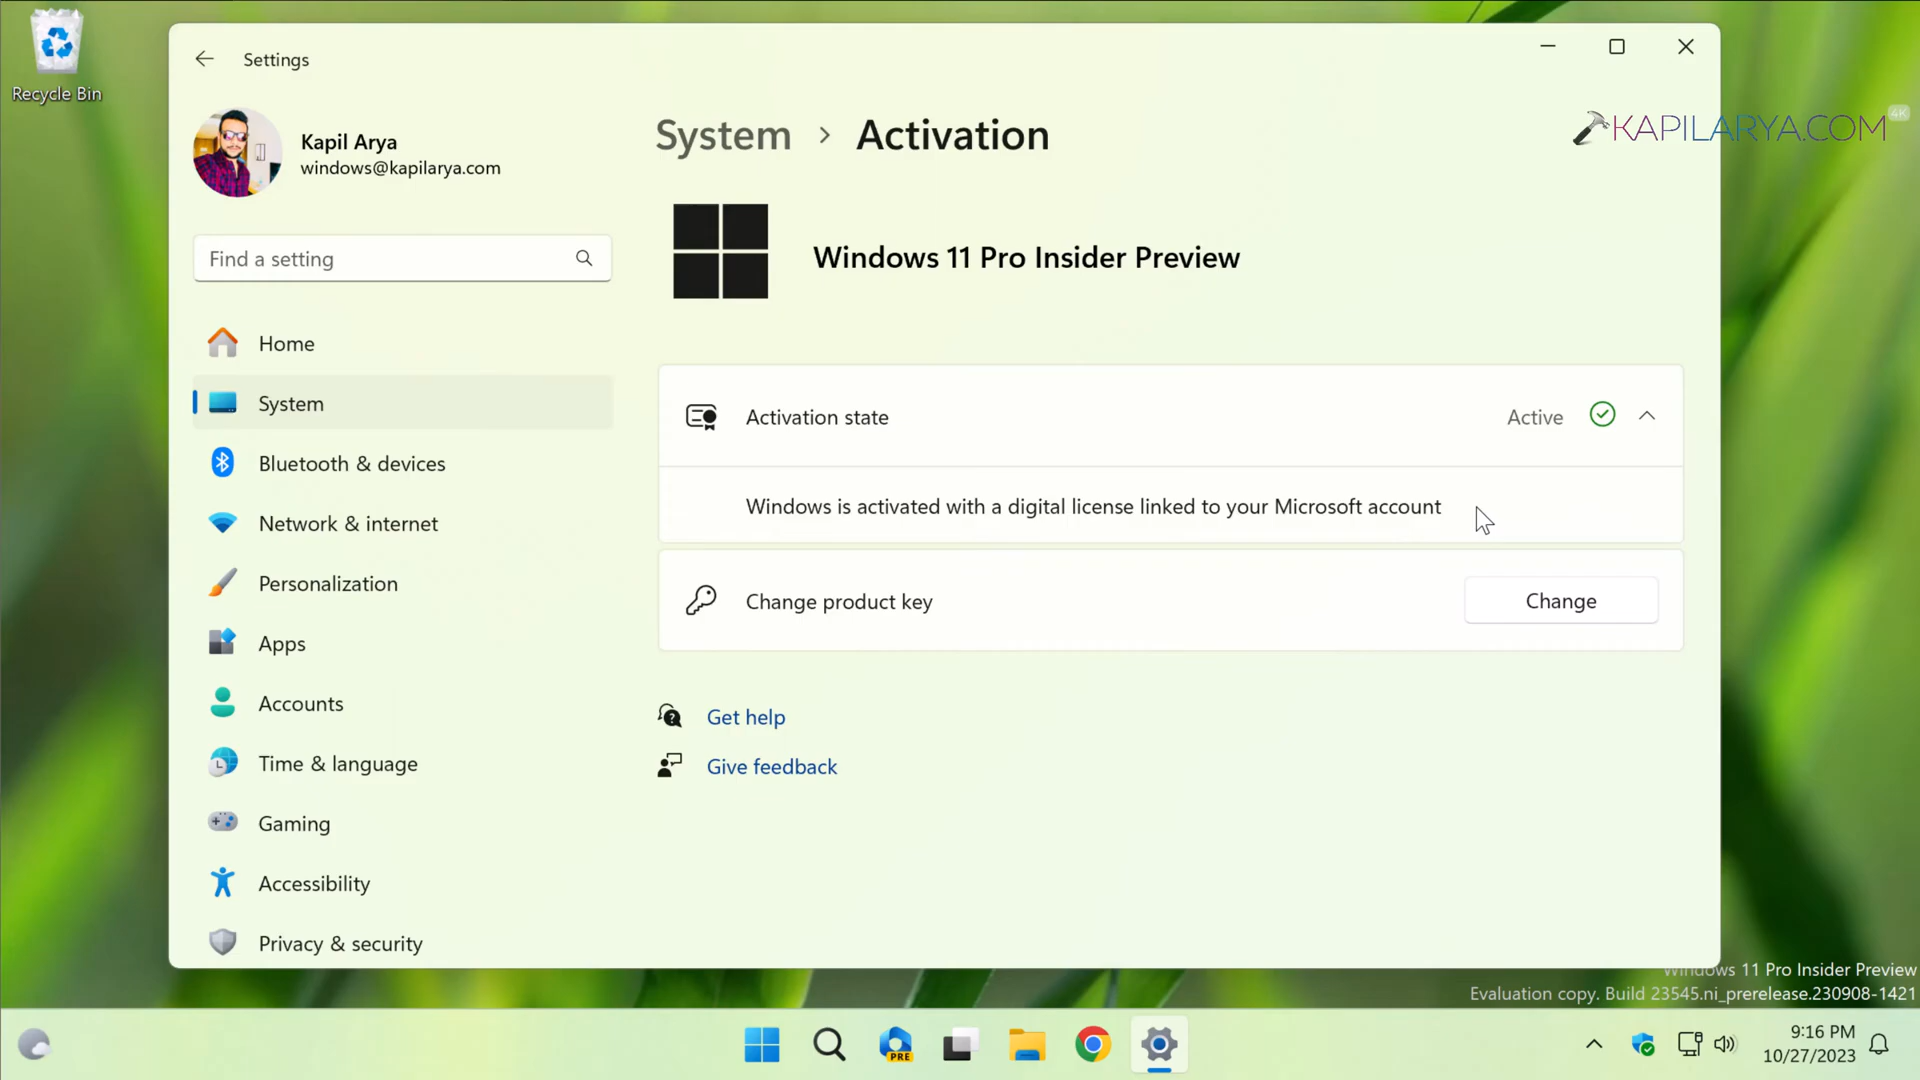 Recycle Bin
Settings
Kapil Arya
windows@kapilarya.com
Find a setting
Home
System
Bluetooth & devices
Network & internet
Personalization
Apps
Accounts
Time & language
Gaming
Accessibility
Privacy & security
System > Activation
KAPILARYA.COM
4K
Windows 11 Pro Insider Preview
Activation state
Active
Windows is activated with a digital license linked to your Microsoft account
Change product key
Change
Get help
Give feedback
Windows 11 Pro Insider Preview
Evaluation copy. Build 23545.ni_prerelease.230908-1421
PRE
9:16 PM
10/27/2023